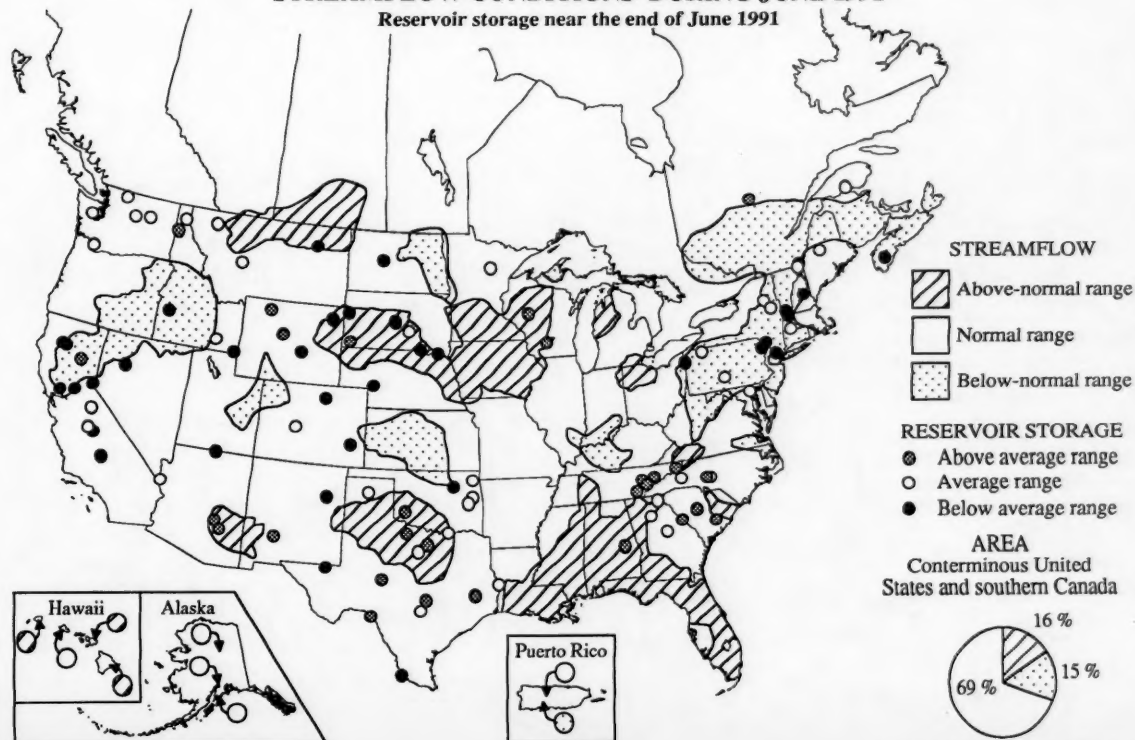 Reservoir storage near the end of June 1991
STREAMFLOW
Above-normal range
Normal range
Below-normal range
RESERVOIR STORAGE
Above average range
Average range
Below average range
AREA
Conterminous United
States and southern Canada
16 %
15 %
69 %
Hawaii
Alaska
Puerto Rico